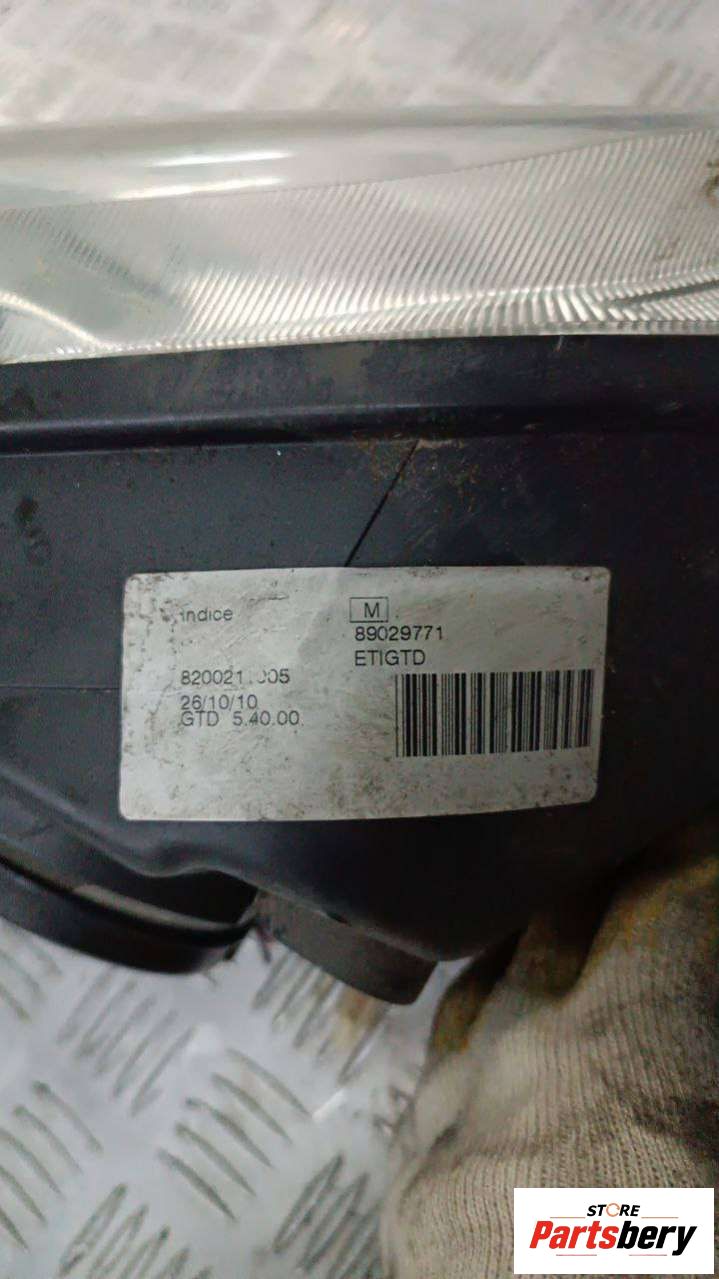 Indice
M
89029771
ETIGTD
26/10/10
GTD 5.40.00
STORE
Partsbery